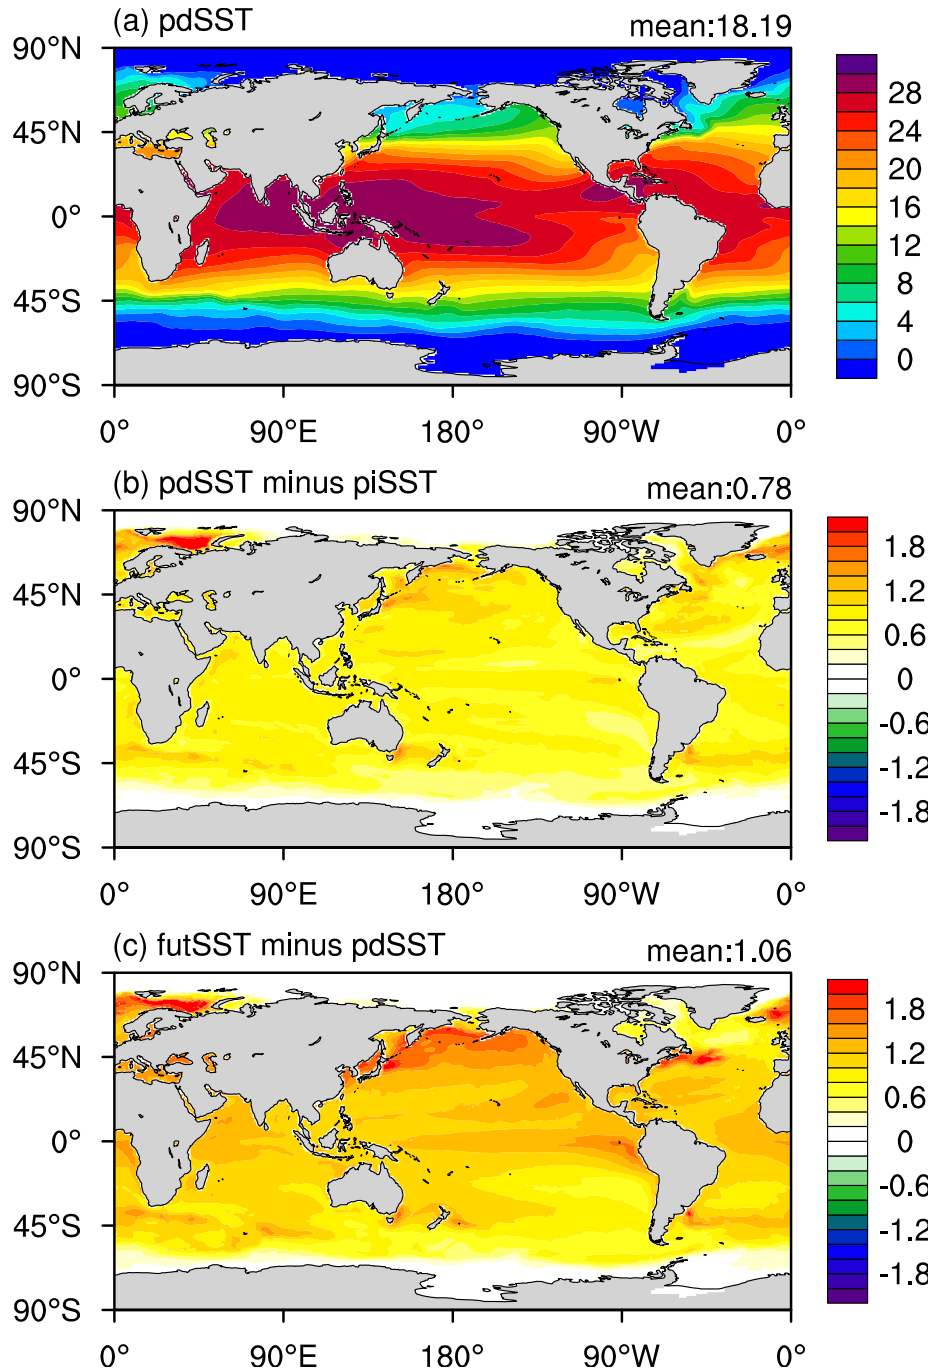 (a) pdSST mean:18.19
90°N
45°N
0°
45°S
90°S
0° 90°E 180° 90°W 0°
28
24
20
16
12
8
4
0
(b) pdSST minus piSST mean:0.78
90°N
45°N
0°
45°S
90°S
0° 90°E 180° 90°W 0°
1.8
1.2
0.6
0
-0.6
-1.2
-1.8
(c) futSST minus pdSST mean:1.06
90°N
45°N
0°
45°S
90°S
0° 90°E 180° 90°W 0°
1.8
1.2
0.6
0
-0.6
-1.2
-1.8